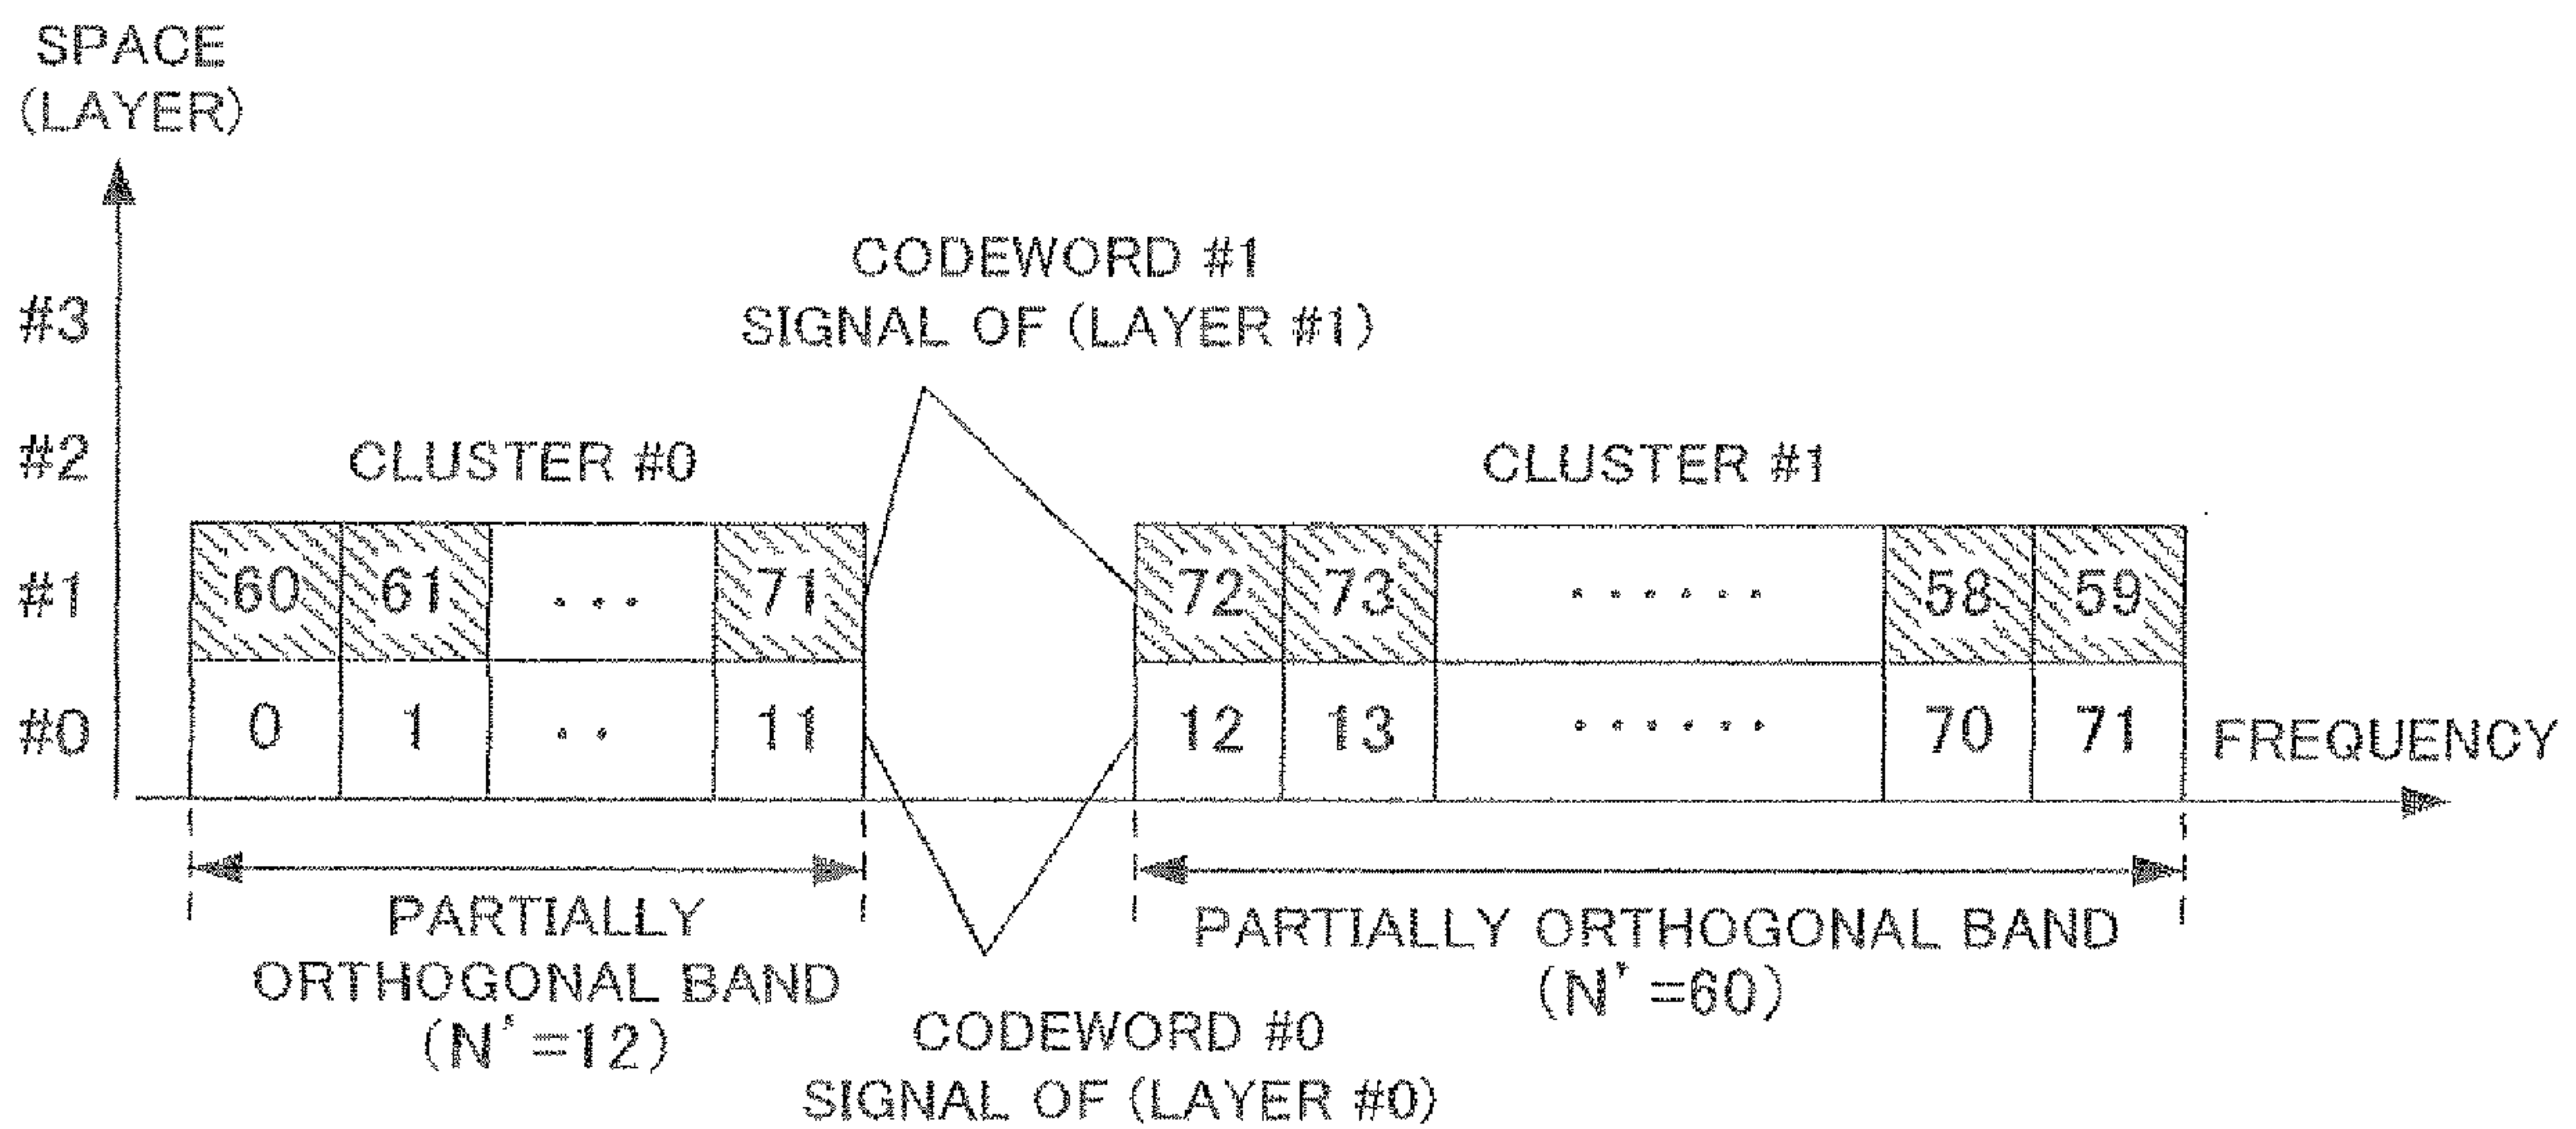 SPACE
(LAYER)
CODEWORD #1
SIGNAL OF (LAYER #1)
#3
#2
CLUSTER #0
CLUSTER #1
#1
60 61 ... 71
72 73 ...... 58 59
#0
0 1 .. 11
12 13 ...... 70 71
FREQUENCY
PARTIALLY
ORTHOGONAL BAND
(N'=12)
PARTIALLY ORTHOGONAL BAND
(N'=60)
CODEWORD #0
SIGNAL OF (LAYER #0)